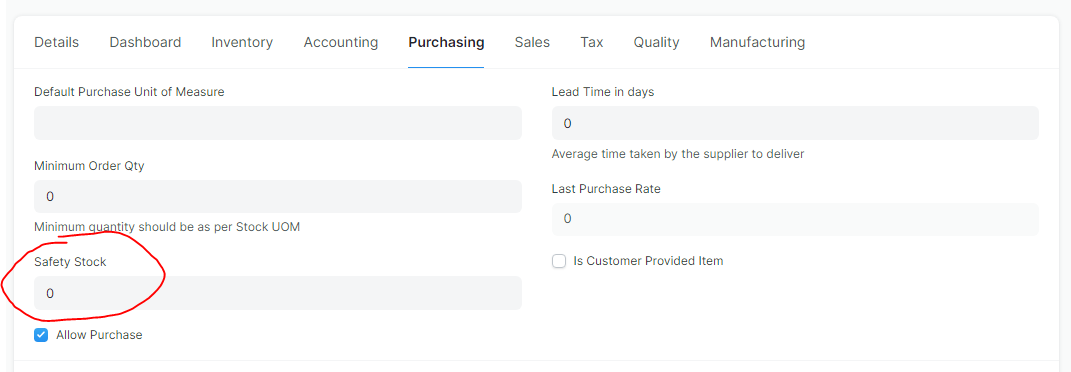 Details Dashboard Inventory Accounting Purchasing Sales Tax Quality Manufacturing
Default Purchase Unit of Measure
Minimum Order Qty
0
Minimum quantity should be as per Stock UOM
Safety Stock
0
Allow Purchase
Lead Time in days
0
Average time taken by the supplier to deliver
Last Purchase Rate
0
Is Customer Provided Item